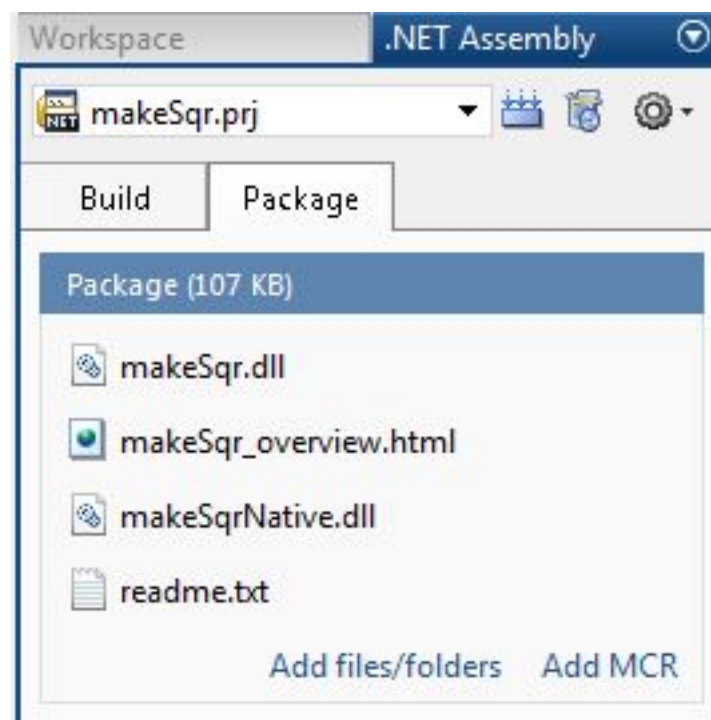 Workspace .NET Assembly
NET makeSqr.prj
Build Package
Package (107 KB)
makeSqr.dll
makeSqr_overview.html
makeSqrNative.dll
readme.txt
Add files/folders Add MCR